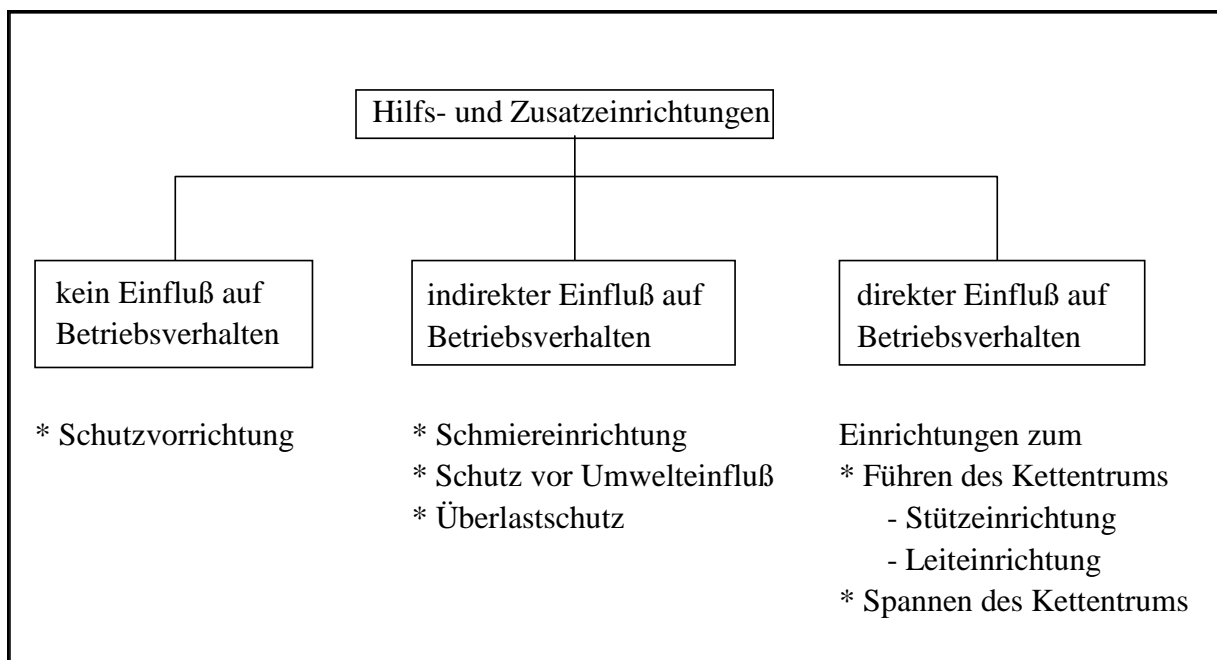 Hilfs- und Zusatzeinrichtungen
kein Einfluß auf
Betriebsverhalten
* Schutzvorrichtung
indirekter Einfluß auf
Betriebsverhalten
* Schmiereinrichtung
* Schutz vor Umwelteinfluß
* Überlastschutz
direkter Einfluß auf
Betriebsverhalten
Einrichtungen zum
* Führen des Kettentrums
- Stützeinrichtung
- Leiteinrichtung
* Spannen des Kettentrums